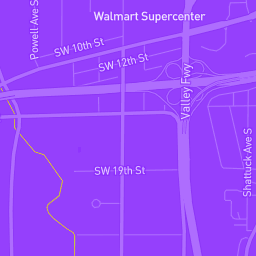 Walmart Supercenter
Powell Ave S
SW 10th St
SW 12th St
Valley Fwy
SW 19th St
Shattuck Ave S